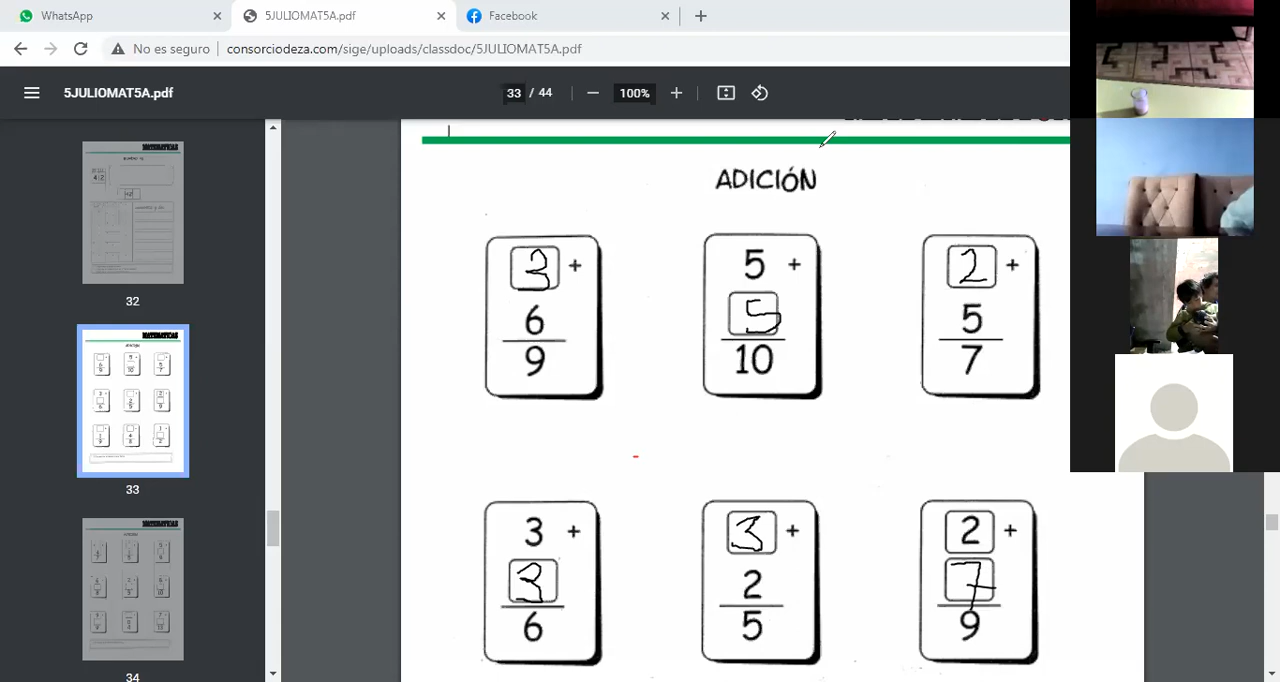 WhatsApp
5JULIOMAT5A.pdf
Facebook
No es seguro
consorciodeza.com/sige/uploads/classdoc/5JULIOMAT5A.pdf
5JULIOMAT5A.pdf
33 / 44
100%
32
33
34
ADICIÓN
3 +
6
9
5 +
5
10
2 +
5
7
3 +
3
6
3 +
2
5
2 +
7
9